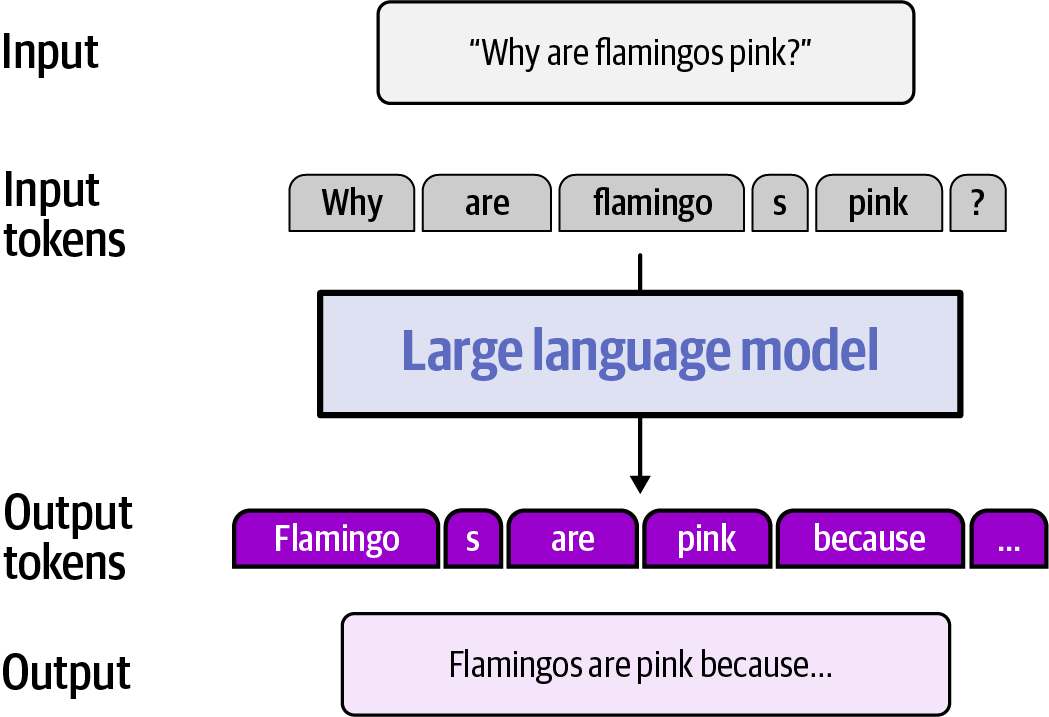 Input
“Why are flamingos pink?”
Input
tokens
Why are flamingo s pink ?
Large language model
Output
tokens
Flamingo s are pink because ...
Output
Flamingos are pink because...